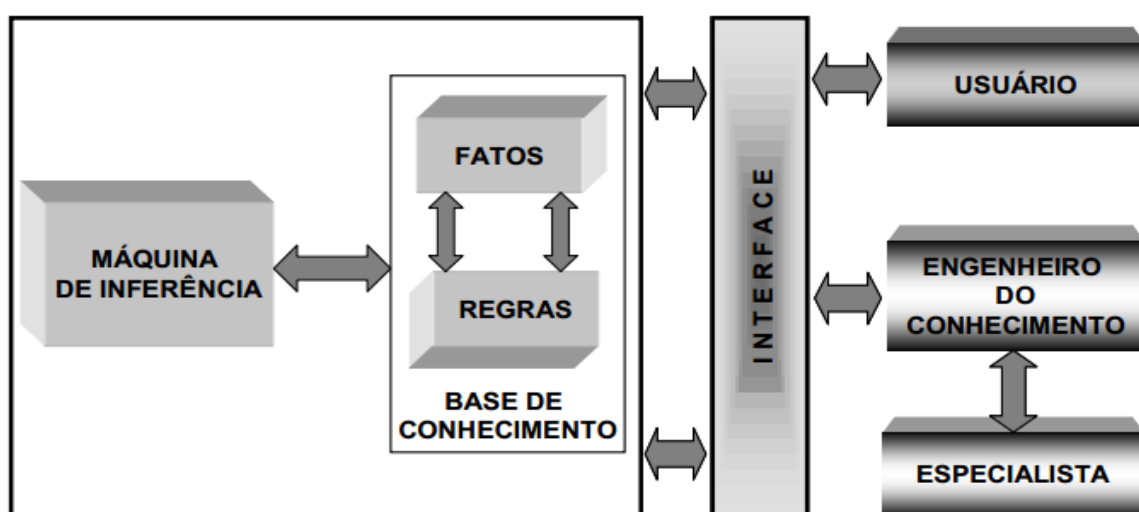 MÁQUINA
DE INFERÊNCIA
FATOS
REGRAS
BASE DE
CONHECIMENTO
INTERFACE
USUÁRIO
ENGENHEIRO
DO
CONHECIMENTO
ESPECIALISTA